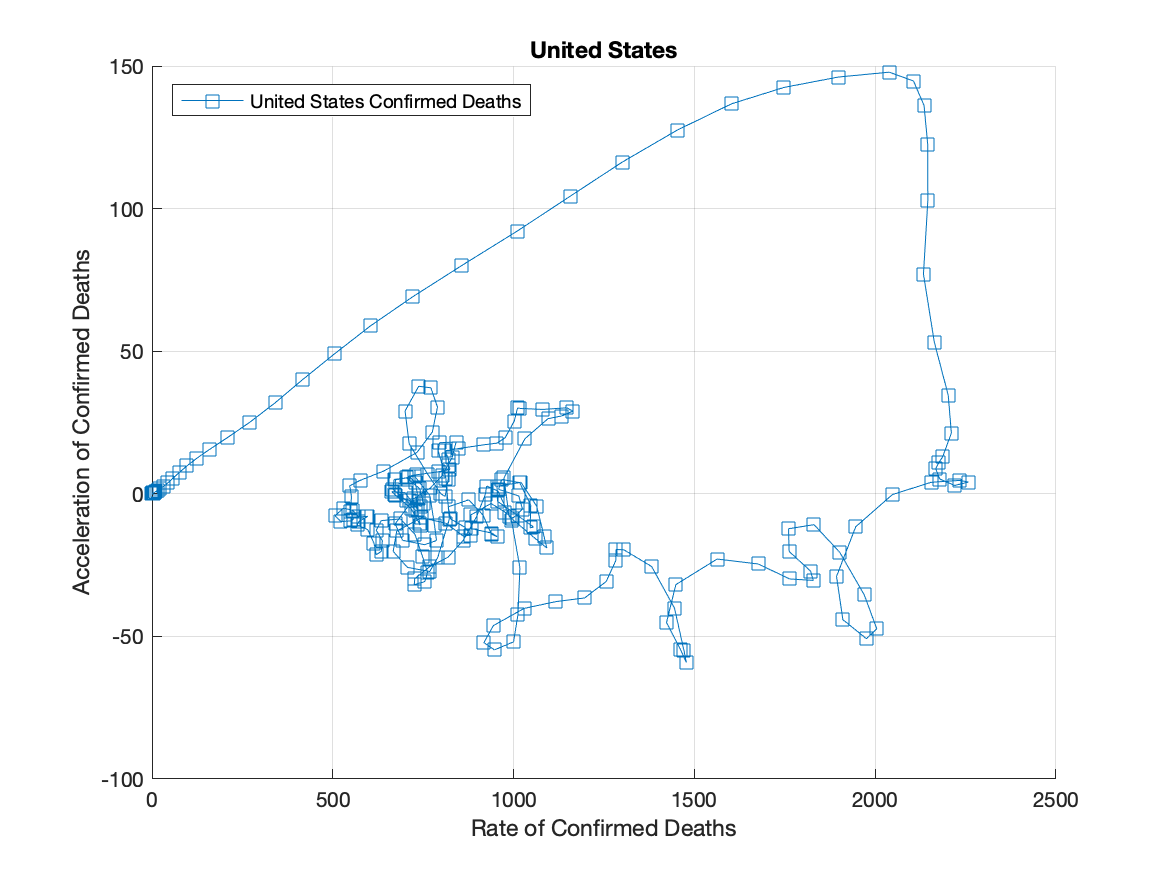 United States
150
United States Confirmed Deaths
100
50
0
-50
-100
Acceleration of Confirmed Deaths
0 500 1000 1500 2000 2500
Rate of Confirmed Deaths